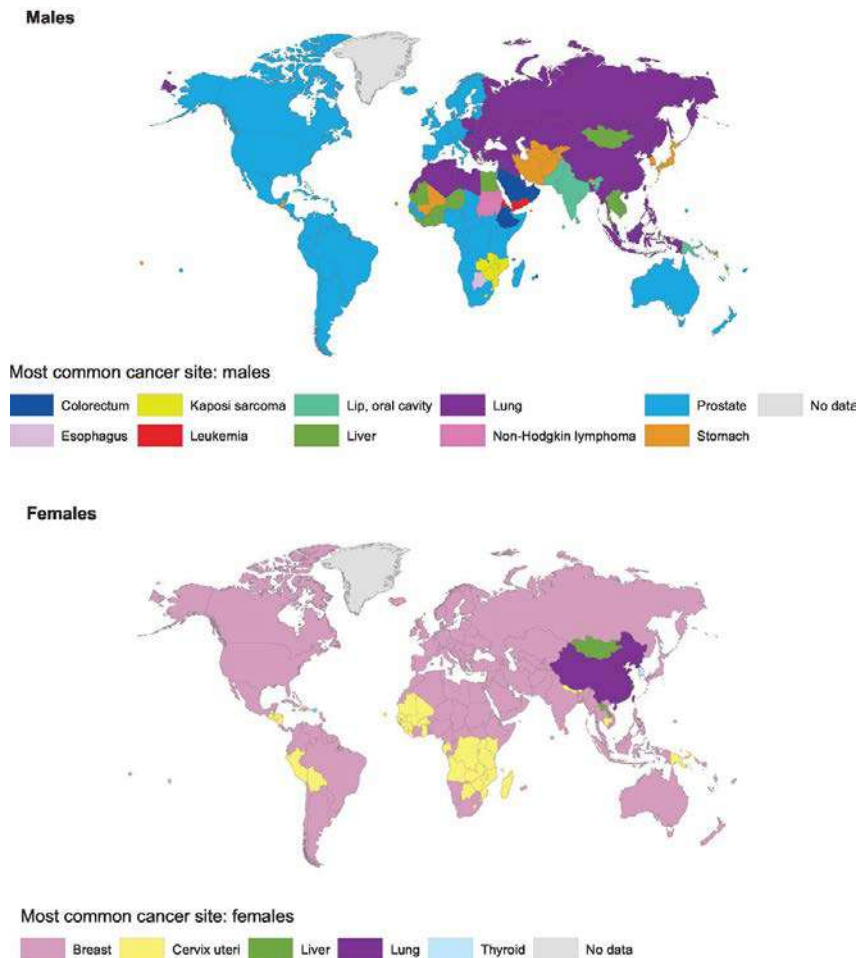 Males
Most common cancer site: males
Colorectum Kaposi sarcoma Lip, oral cavity Lung Prostate No data
Esophagus Leukemia Liver Non-Hodgkin lymphoma Stomach
Females
Most common cancer site: females
Breast Cervix uteri Liver Lung Thyroid No data